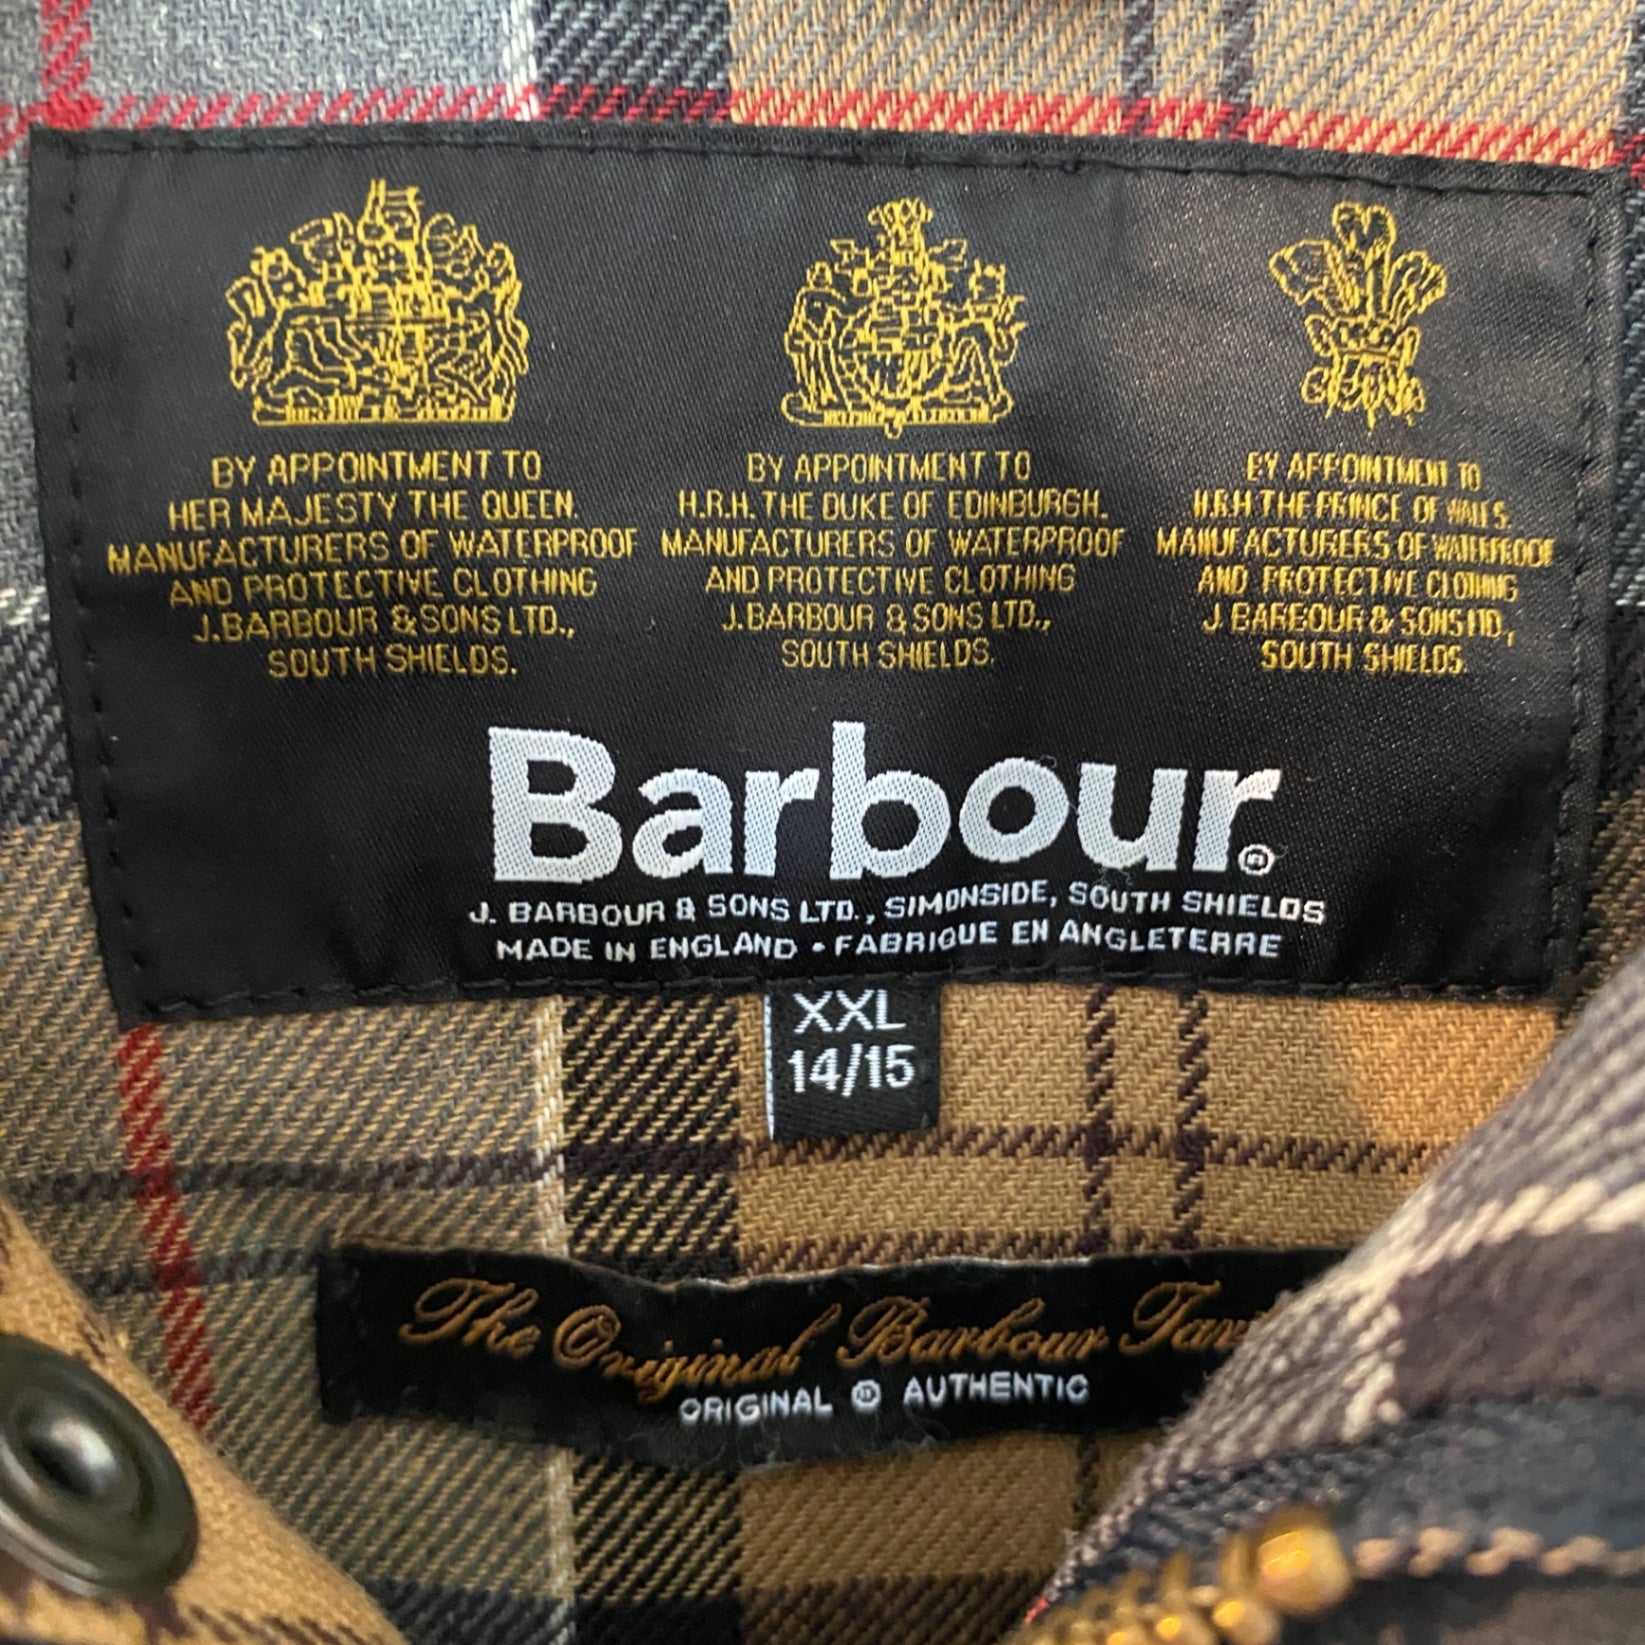 BY APPOINTMENT TO
HER MAJESTY THE QUEEN.
MANUFACTURERS OF WATERPROOF
AND PROTECTIVE CLOTHING
J.BARBOUR & SONS LTD.,
SOUTH SHIELDS.
BY APPOINTMENT TO
H.R.H. THE DUKE OF EDINBURGH.
MANUFACTURERS OF WATERPROOF
AND PROTECTIVE CLOTHING
J.BARBOUR & SONS LTD.,
SOUTH SHIELDS.
BY APPOINTMENT TO
H.R.H THE PRINCE OF WALES.
MANUFACTURERS OF WATERPROOF
AND PROTECTIVE CLOTHING
J BARBOUR & SONS LTD,
SOUTH SHIELDS.
Barbour®
J. BARBOUR & SONS LTD., SIMONSIDE, SOUTH SHIELDS
MADE IN ENGLAND • FABRIQUE EN ANGLETERRE
XXL
14/15
The Original Barbour
ORIGINAL ® AUTHENTIC